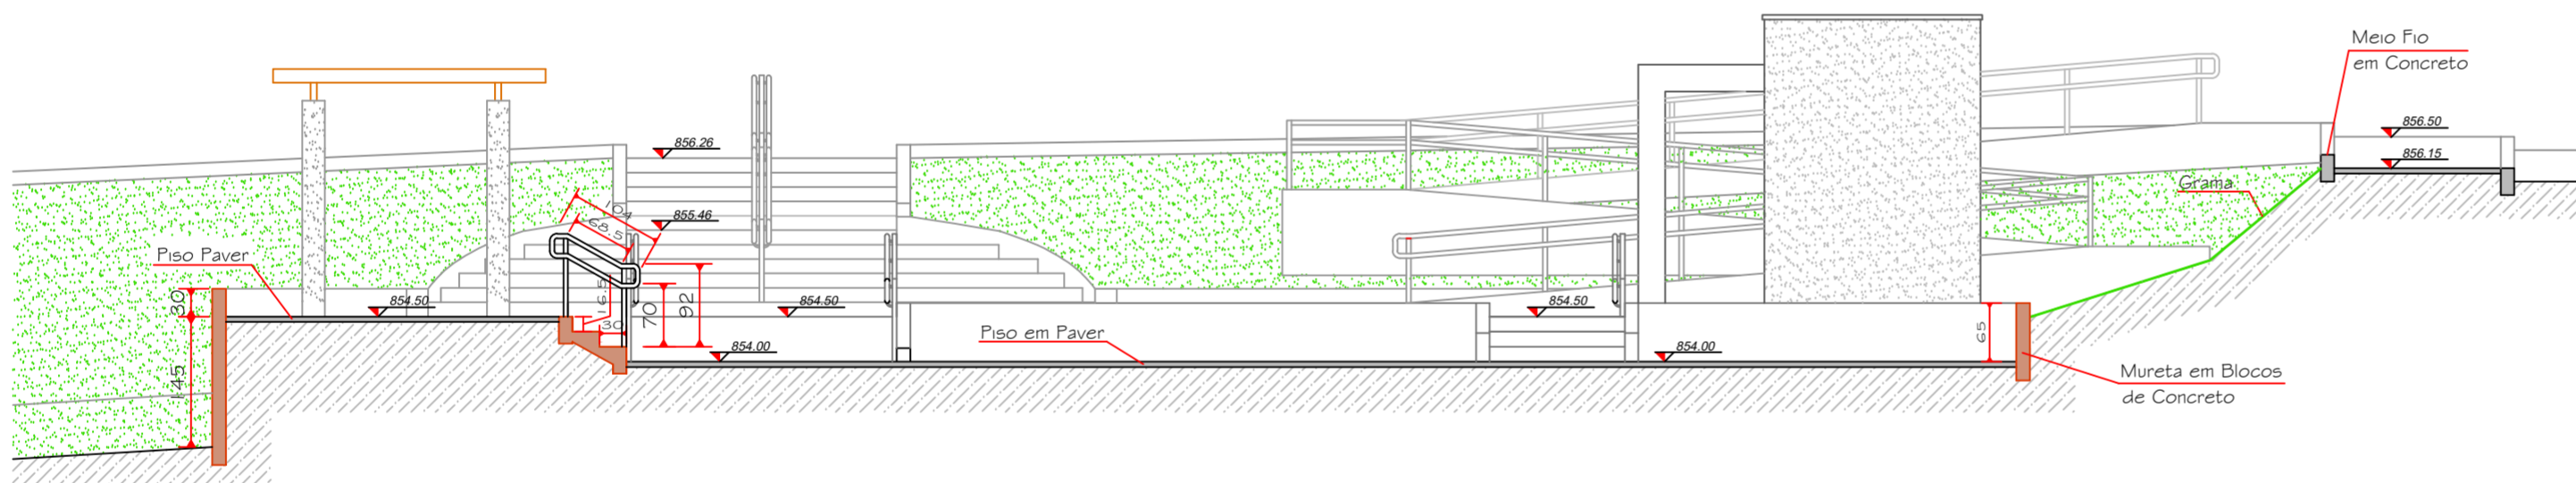 Meio Fio
em Concreto
856.50
856.26
856.15
Grama
104
68.5
855.46
Piso Paver
30
854.50
16.5
70
92
854.50
854.50
30
Piso em Paver
65
854.00
854.00
145
Mureta em Blocos
de Concreto